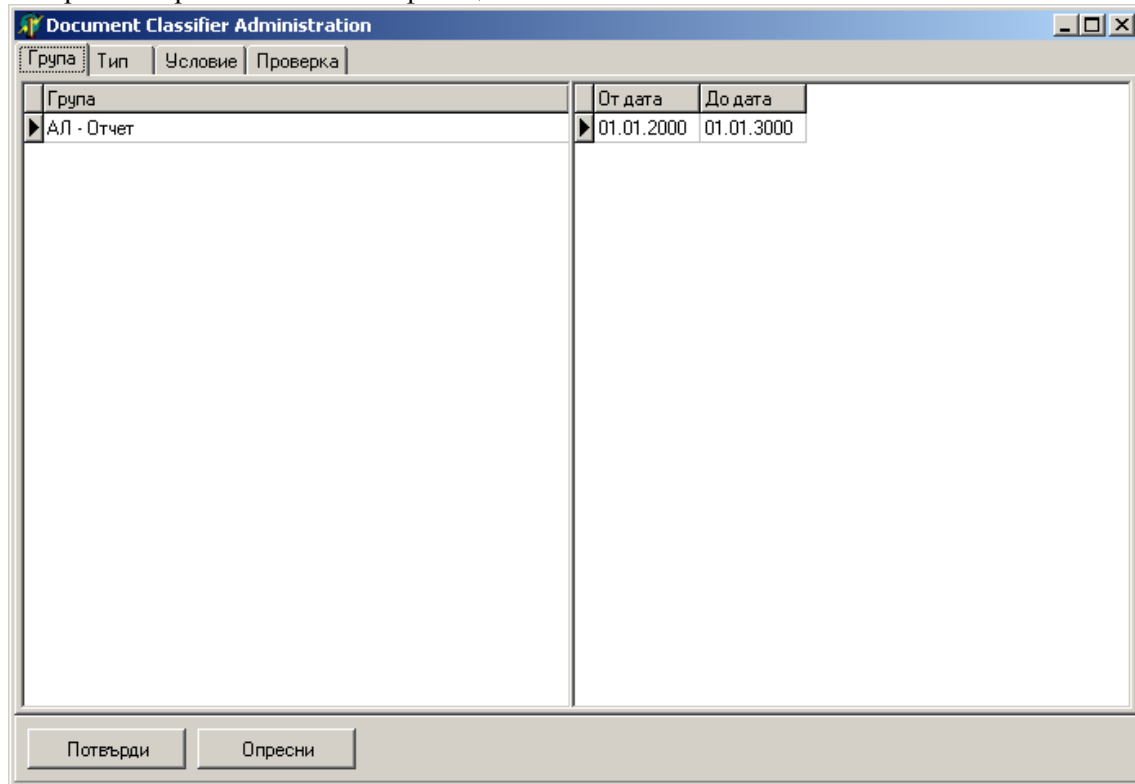 Document Classifier Administration
Група Тип Условие Проверка
Група От дата До дата
АЛ - Отчет 01.01.2000 01.01.3000
Потвърди Опресни